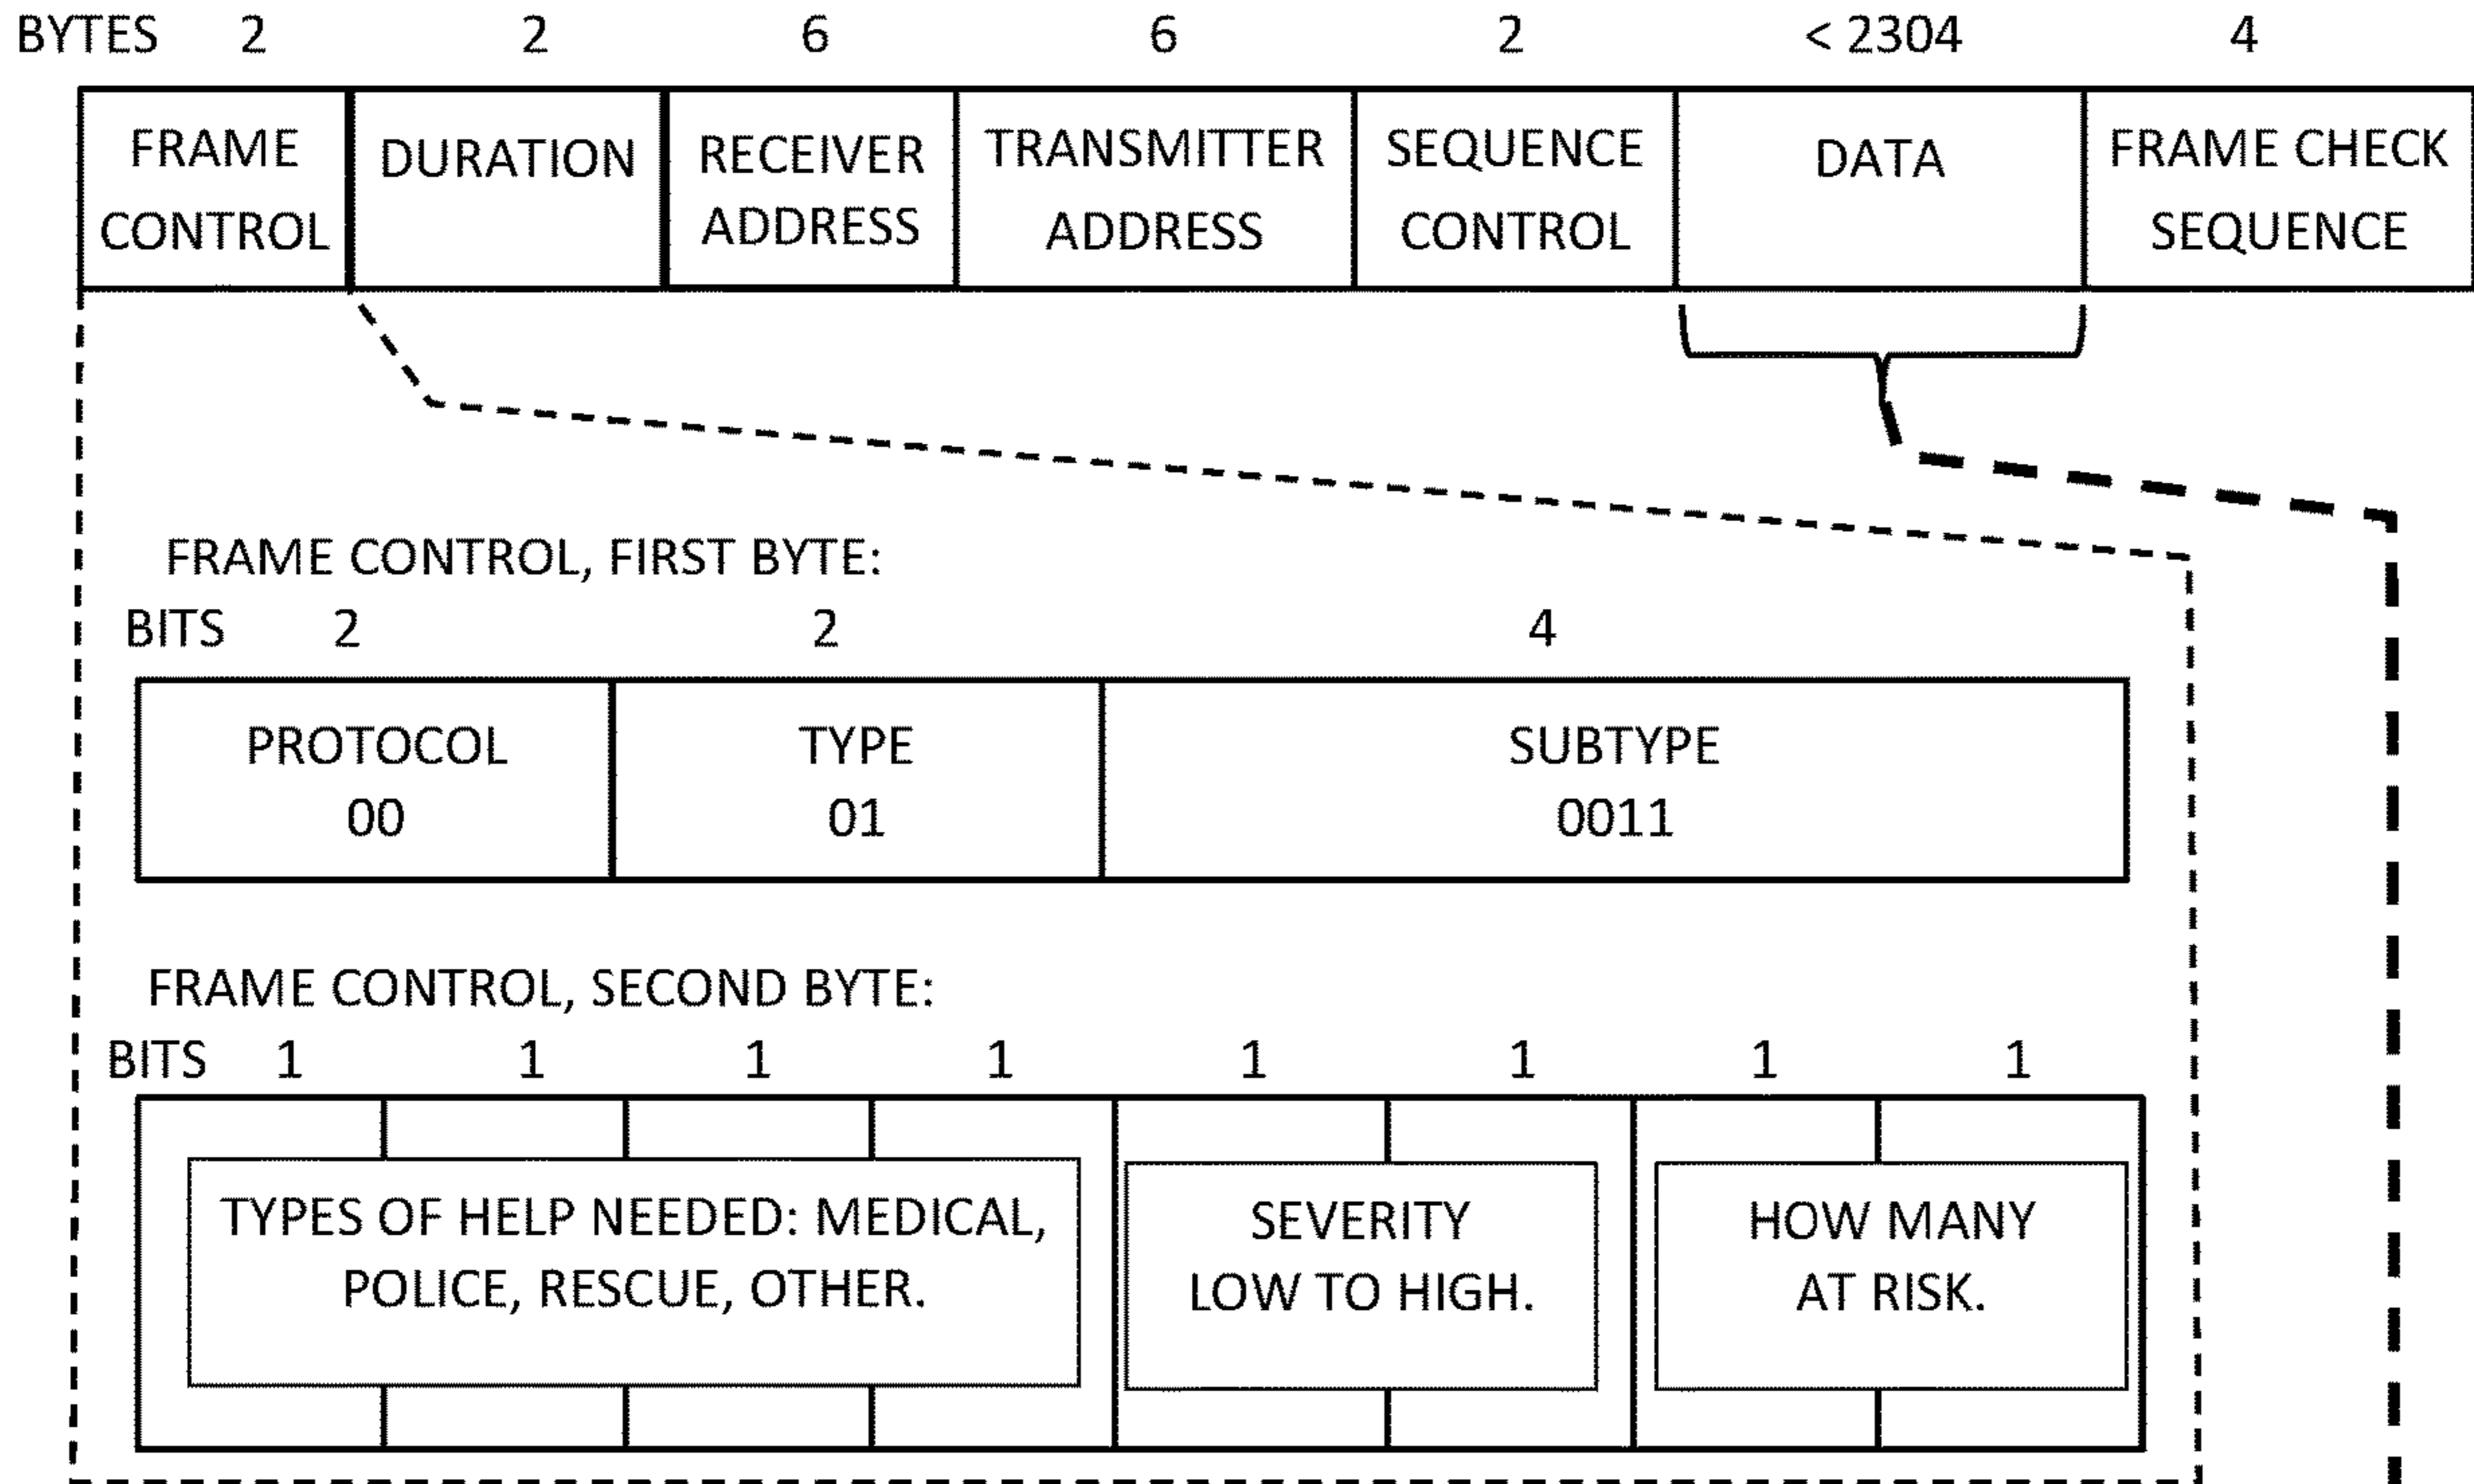 BYTES 2 2 6 6 2 < 2304 4
FRAME CONTROL
DURATION
RECEIVER ADDRESS
TRANSMITTER ADDRESS
SEQUENCE CONTROL
DATA
FRAME CHECK SEQUENCE
FRAME CONTROL, FIRST BYTE:
BITS 2 2 4
PROTOCOL
00
TYPE
01
SUBTYPE
0011
FRAME CONTROL, SECOND BYTE:
BITS 1 1 1 1 1 1 1 1
TYPES OF HELP NEEDED: MEDICAL,
POLICE, RESCUE, OTHER.
SEVERITY
LOW TO HIGH.
HOW MANY
AT RISK.